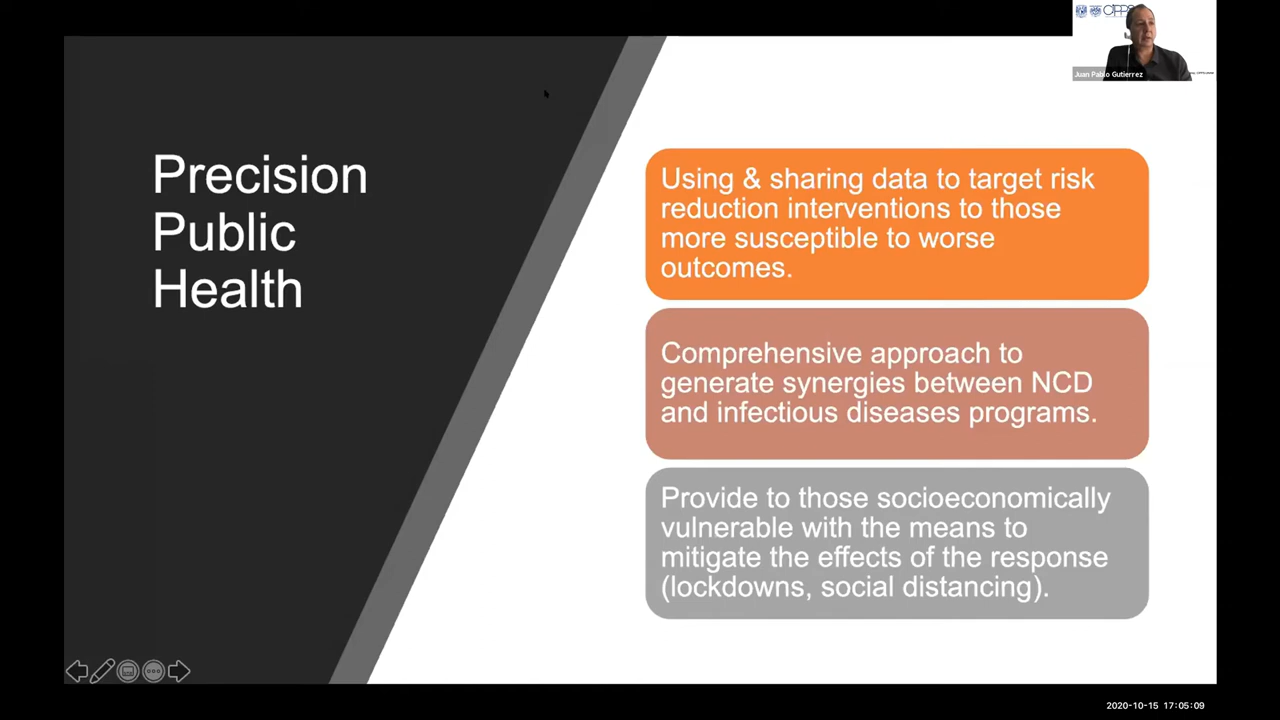 CIPPS
Juan Pablo Gutierrez
Precision
Public
Health
Using & sharing data to target risk
reduction interventions to those
more susceptible to worse
outcomes.
Comprehensive approach to
generate synergies between NCD
and infectious diseases programs.
Provide to those socioeconomically
vulnerable with the means to
mitigate the effects of the response
(lockdowns, social distancing).
2020-10-15 17:05:09